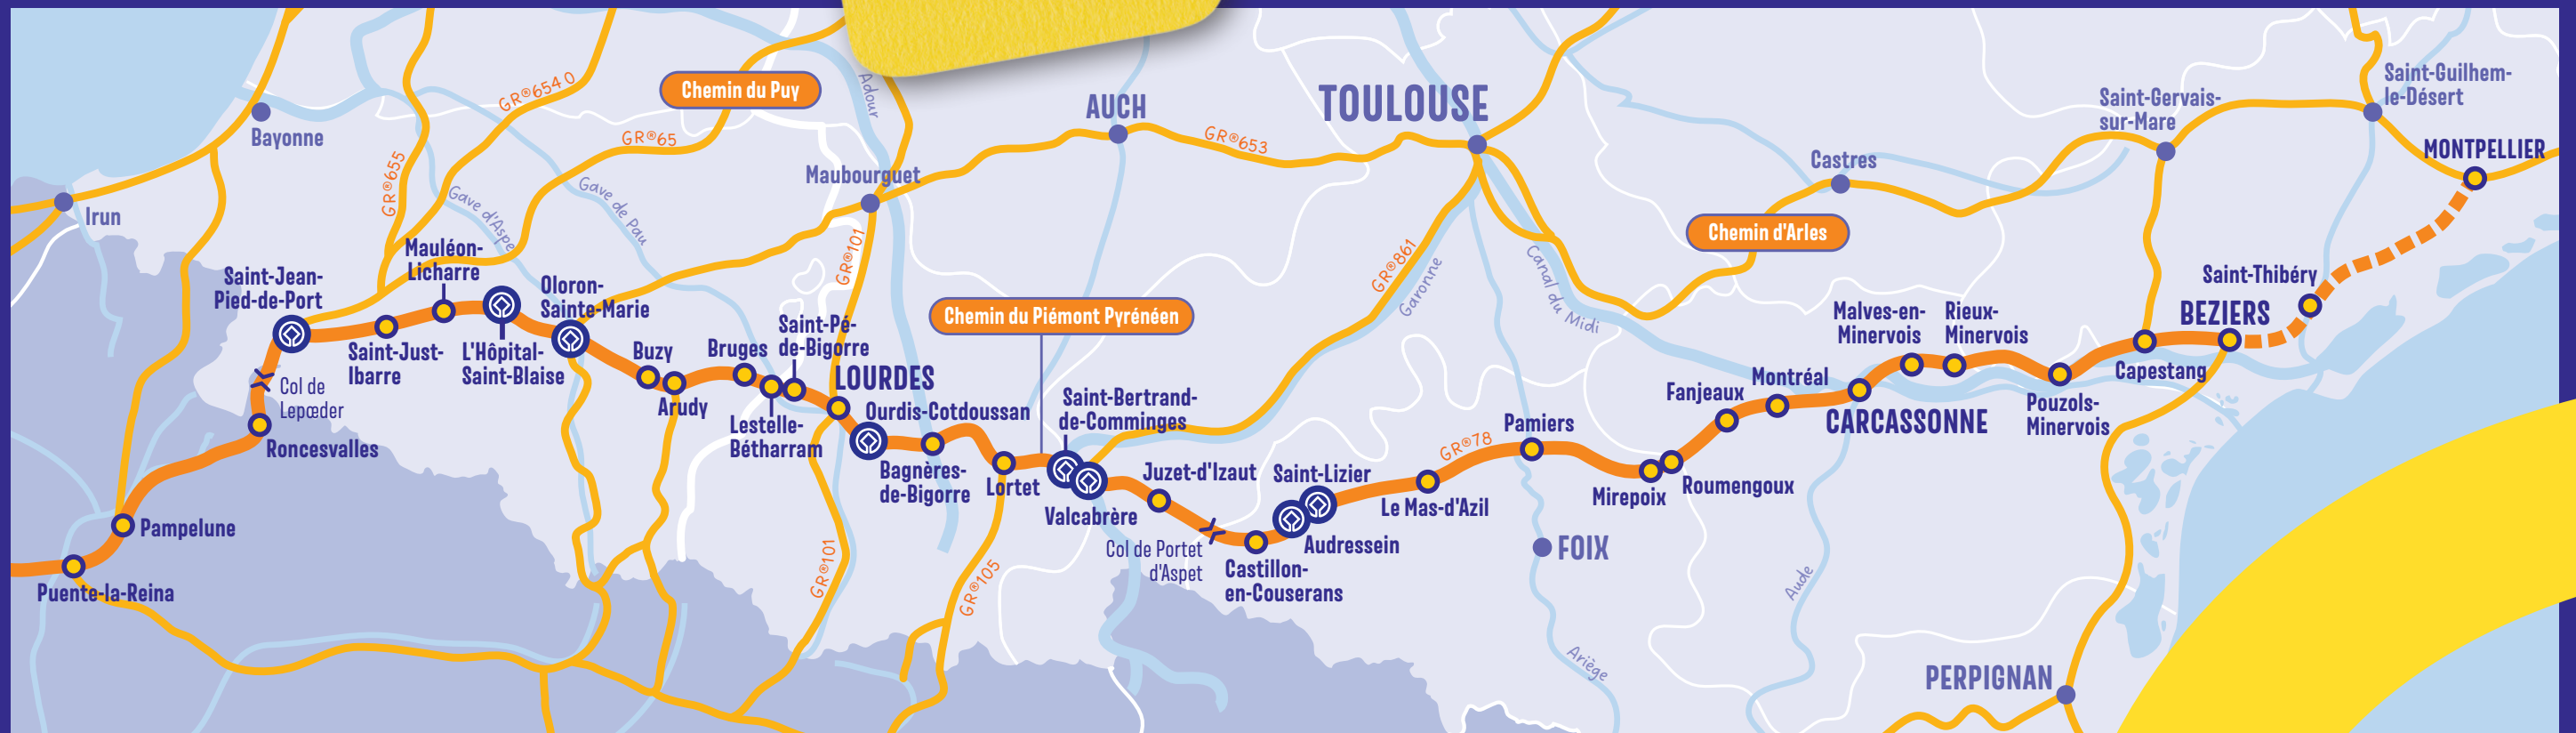 Chemin du Puy
Adour
GR®654 0
GR®65
GR®655
Bayonne
Irun
Gave d'Aspe
Gave de Pau
Maubourguet
AUCH
GR®653
TOULOUSE
Castres
Saint-Gervais-
sur-Mare
Saint-Guilhem-
le-Désert
MONTPELLIER
Chemin d'Arles
GR®101
GR®861
Garonne
Canal du Midi
Mauléon-
Licharre
Saint-Jean-
Pied-de-Port
Oloron-
Sainte-Marie
Saint-Just-
Ibarre
L'Hôpital-
Saint-Blaise
Col de
Lepœder
Roncesvalles
Pampelune
Puente-la-Reina
Buzy
Arudy
Bruges
Saint-Pé-
de-Bigorre
Lestelle-
Bétharram
LOURDES
Ourdis-Cotdoussan
Bagnères-
de-Bigorre
Lortet
Chemin du Piémont Pyrénéen
Saint-Bertrand-
de-Comminges
Valcabrère
Juzet-d'Izaut
Col de Portet
d'Aspet
Castillon-
en-Couserans
Saint-Lizier
Audressein
Le Mas-d'Azil
GR®78
Pamiers
FOIX
Mirepoix
Roumengoux
Fanjeaux
Montréal
CARCASSONNE
Malves-en-
Minervois
Rieux-
Minervois
Pouzols-
Minervois
Capestang
BEZIERS
Saint-Thibéry
GR®101
GR®105
Ariège
Aude
PERPIGNAN